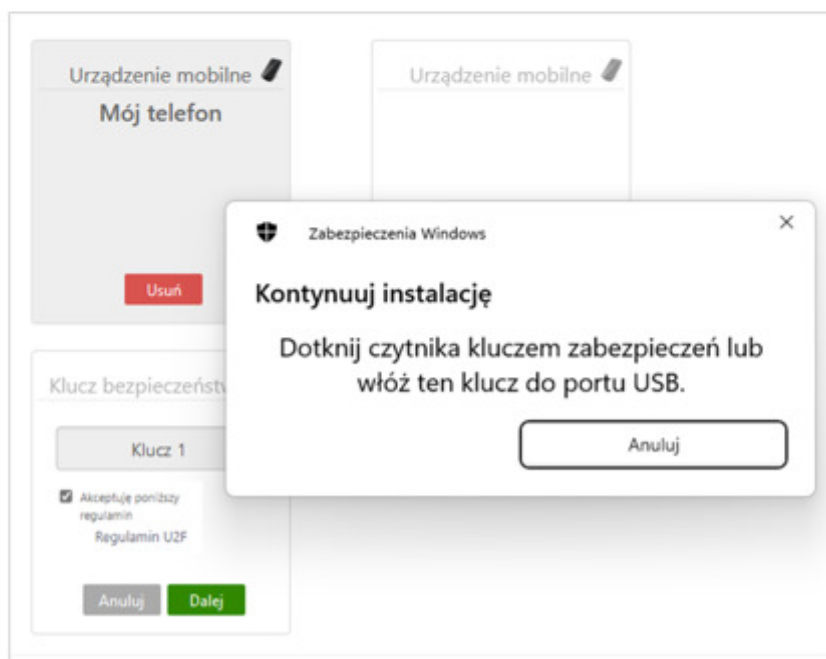 Urządzenie mobilne
Mój telefon
Usuń
Urządzenie mobilne
Zabezpieczenia Windows
Kontynuuj instalację
Dotknij czytnika kluczem zabezpieczeń lub
włóż ten klucz do portu USB.
Anuluj
Klucz bezpieczeństw
Klucz 1
Akceptuję poniższy
regulamin
Regulamin U2F
Anuluj
Dalej